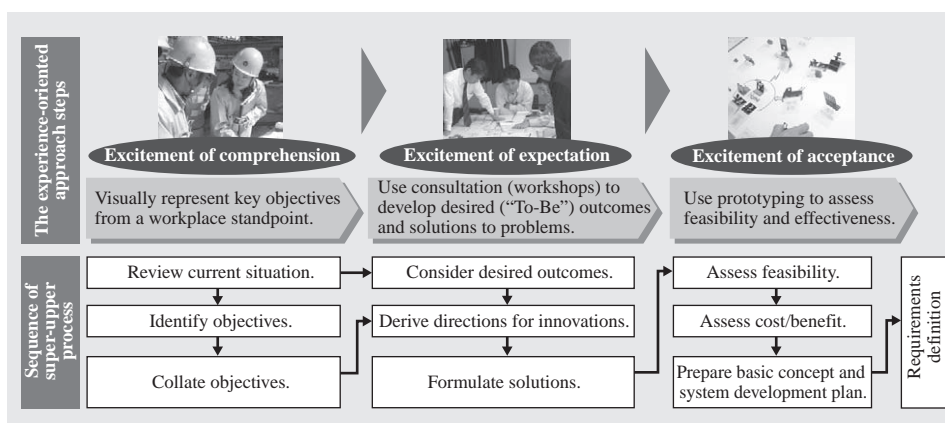 The experience-oriented
approach steps
Excitement of comprehension
Excitement of expectation
Excitement of acceptance
Visually represent key objectives
from a workplace standpoint.
Use consultation (workshops) to
develop desired (“To-Be”) outcomes
and solutions to problems.
Use prototyping to assess
feasibility and effectiveness.
Sequence of
super-upper
process
Review current situation.
Identify objectives.
Collate objectives.
Consider desired outcomes.
Derive directions for innovations.
Formulate solutions.
Assess feasibility.
Assess cost/benefit.
Prepare basic concept and
system development plan.
Requirements
definition